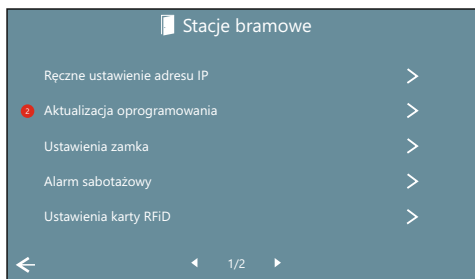 Stacje bramowe
Ręczne ustawienie adresu IP
2 Aktualizacja oprogramowania
Ustawienia zamka
Alarm sabotażowy
Ustawienia karty RFiD
1/2